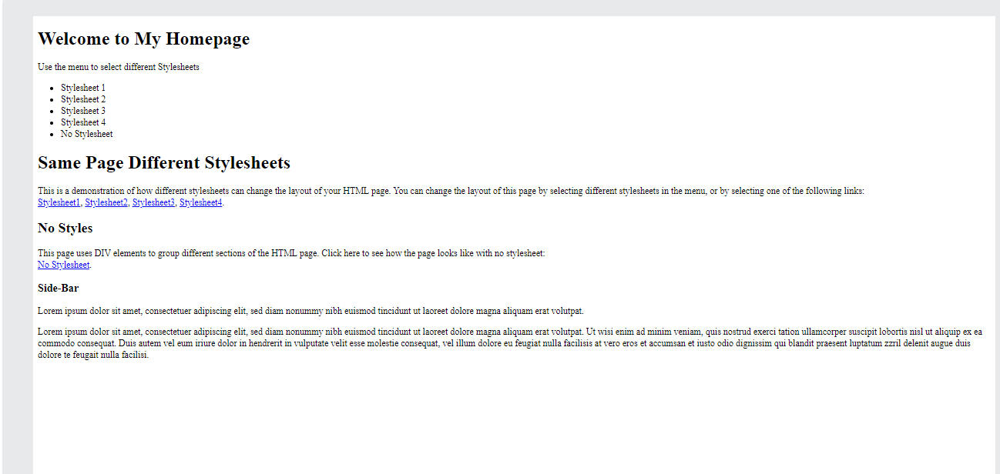 Welcome to My Homepage
Use the menu to select different Stylesheets
Stylesheet 1
Stylesheet 2
Stylesheet 3
Stylesheet 4
No Stylesheet
Same Page Different Stylesheets
This is a demonstration of how different stylesheets can change the layout of your HTML page. You can change the layout of this page by selecting different stylesheets in the menu, or by selecting one of the following links:
Stylesheet1, Stylesheet2, Stylesheet3, Stylesheet4.
No Styles
This page uses DIV elements to group different sections of the HTML page. Click here to see how the page looks like with no stylesheet:
No Stylesheet.
Side-Bar
Lorem ipsum dolor sit amet, consectetuer adipiscing elit, sed diam nonummy nibh euismod tincidunt ut laoreet dolore magna aliquam erat volutpat.
Lorem ipsum dolor sit amet, consectetuer adipiscing elit, sed diam nonummy nibh euismod tincidunt ut laoreet dolore magna aliquam erat volutpat. Ut wisi enim ad minim veniam, quis nostrud exerci tation ullamcorper suscipit lobortis nisl ut aliquip ex ea
commodo consequat. Duis autem vel eum iriure dolor in hendrerit in vulputate velit esse molestie consequat, vel illum dolore eu feugiat nulla facilisis at vero eros et accumsan et iusto odio dignissim qui blandit praesent luptatum zzril delenit augue duis
dolore te feugait nulla facilisi.